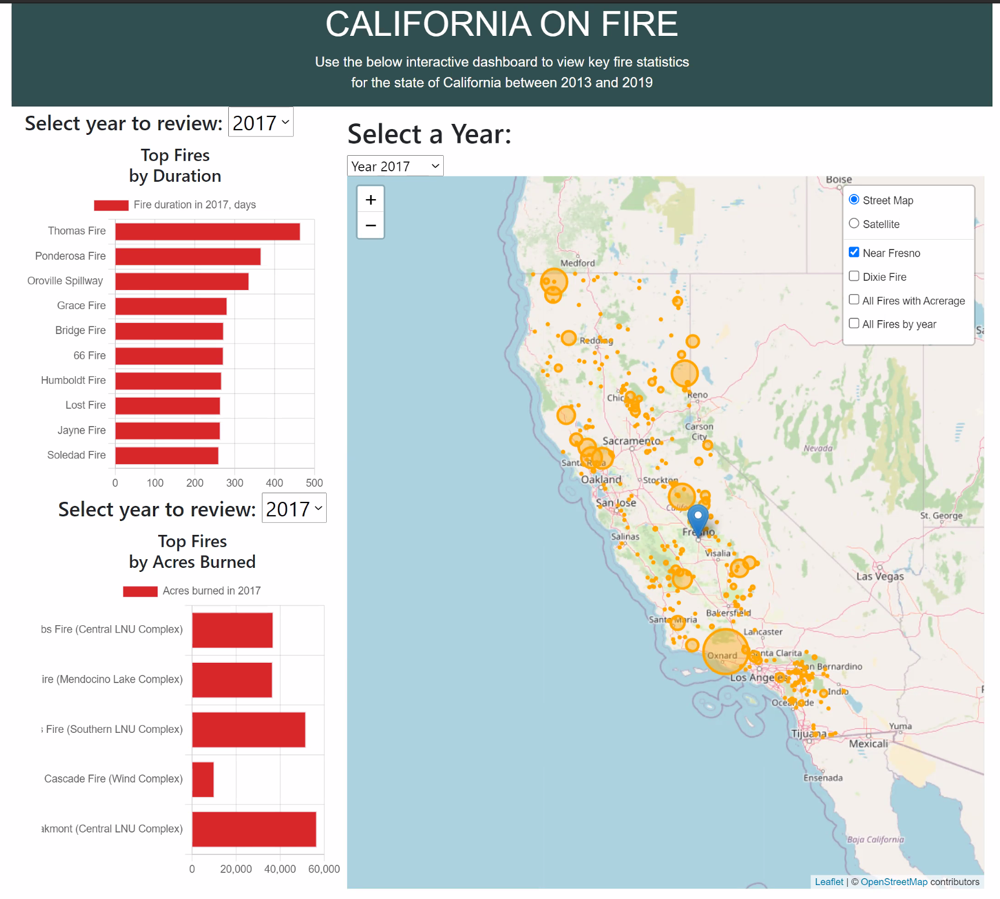 CALIFORNIA ON FIRE
Use the below interactive dashboard to view key fire statistics
for the state of California between 2013 and 2019
Select year to review: 2017
Top Fires
by Duration
Fire duration in 2017, days
Thomas Fire
Ponderosa Fire
Oroville Spillway
Grace Fire
Bridge Fire
66 Fire
Humboldt Fire
Lost Fire
Jayne Fire
Soledad Fire
0 100 200 300 400 500
Select year to review: 2017
Top Fires
by Acres Burned
Acres burned in 2017
bs Fire (Central LNU Complex)
ire (Mendocino Lake Complex)
s Fire (Southern LNU Complex)
Cascade Fire (Wind Complex)
akmont (Central LNU Complex)
0 20,000 40,000 60,000
Select a Year:
Year 2017
+
−
Street Map
Satellite
Near Fresno
Dixie Fire
All Fires with Acrerage
All Fires by year
Boise
Medford
Redding
Chic
Reno
Carson
City
Sacramento
Nevada
Santa Rosa
Oakland
Stockton
San Jose
Califo
St. George
Fresno
Salinas
Visalia
Las Vegas
Bakersfield
Santa Maria
Lancaster
Oxnard
Santa Clarita
San Bernardino
Los Angeles
Indio
Oceanside
Yuma
Tijuana
Mexicali
Ensenada
Baja California
Leaflet | © OpenStreetMap contributors